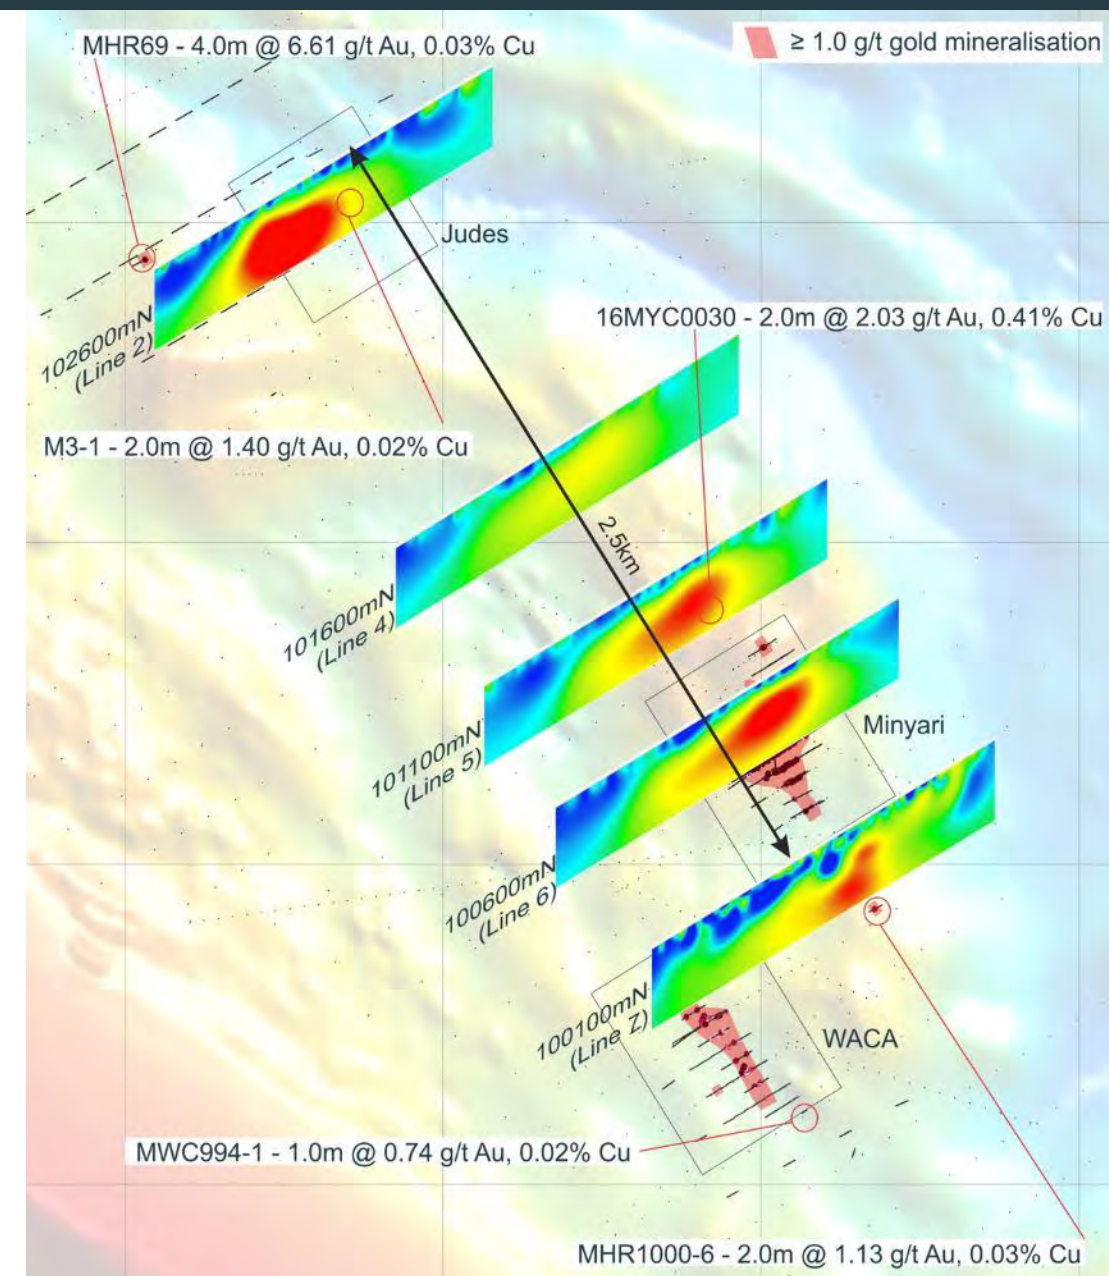 MHR69 - 4.0m @ 6.61 g/t Au, 0.03% Cu
≥ 1.0 g/t gold mineralisation
Judes
102600mN
(Line 2)
16MYC0030 - 2.0m @ 2.03 g/t Au, 0.41% Cu
M3-1 - 2.0m @ 1.40 g/t Au, 0.02% Cu
2.5km
101600mN
(Line 4)
101100mN
(Line 5)
Minyari
100600mN
(Line 6)
100100mN
(Line Z)
WACA
MWC994-1 - 1.0m @ 0.74 g/t Au, 0.02% Cu
MHR1000-6 - 2.0m @ 1.13 g/t Au, 0.03% Cu